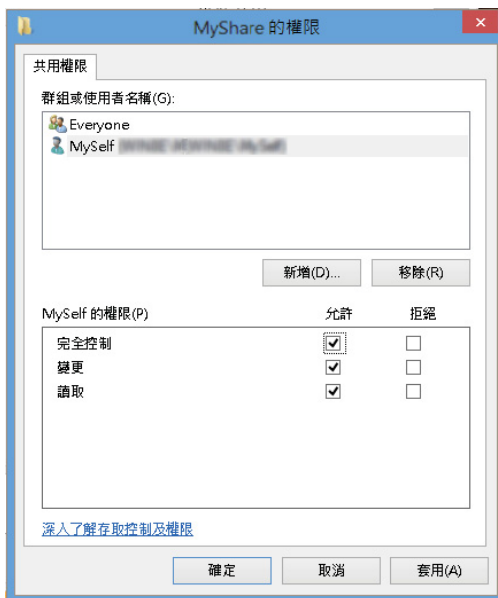 MyShare 的權限
共用權限
群組或使用者名稱(G):
Everyone
MySelf
新增(D)...
移除(R)
MySelf 的權限(P)
允許
拒絕
完全控制
變更
讀取
深入了解存取控制及權限
確定
取消
套用(A)